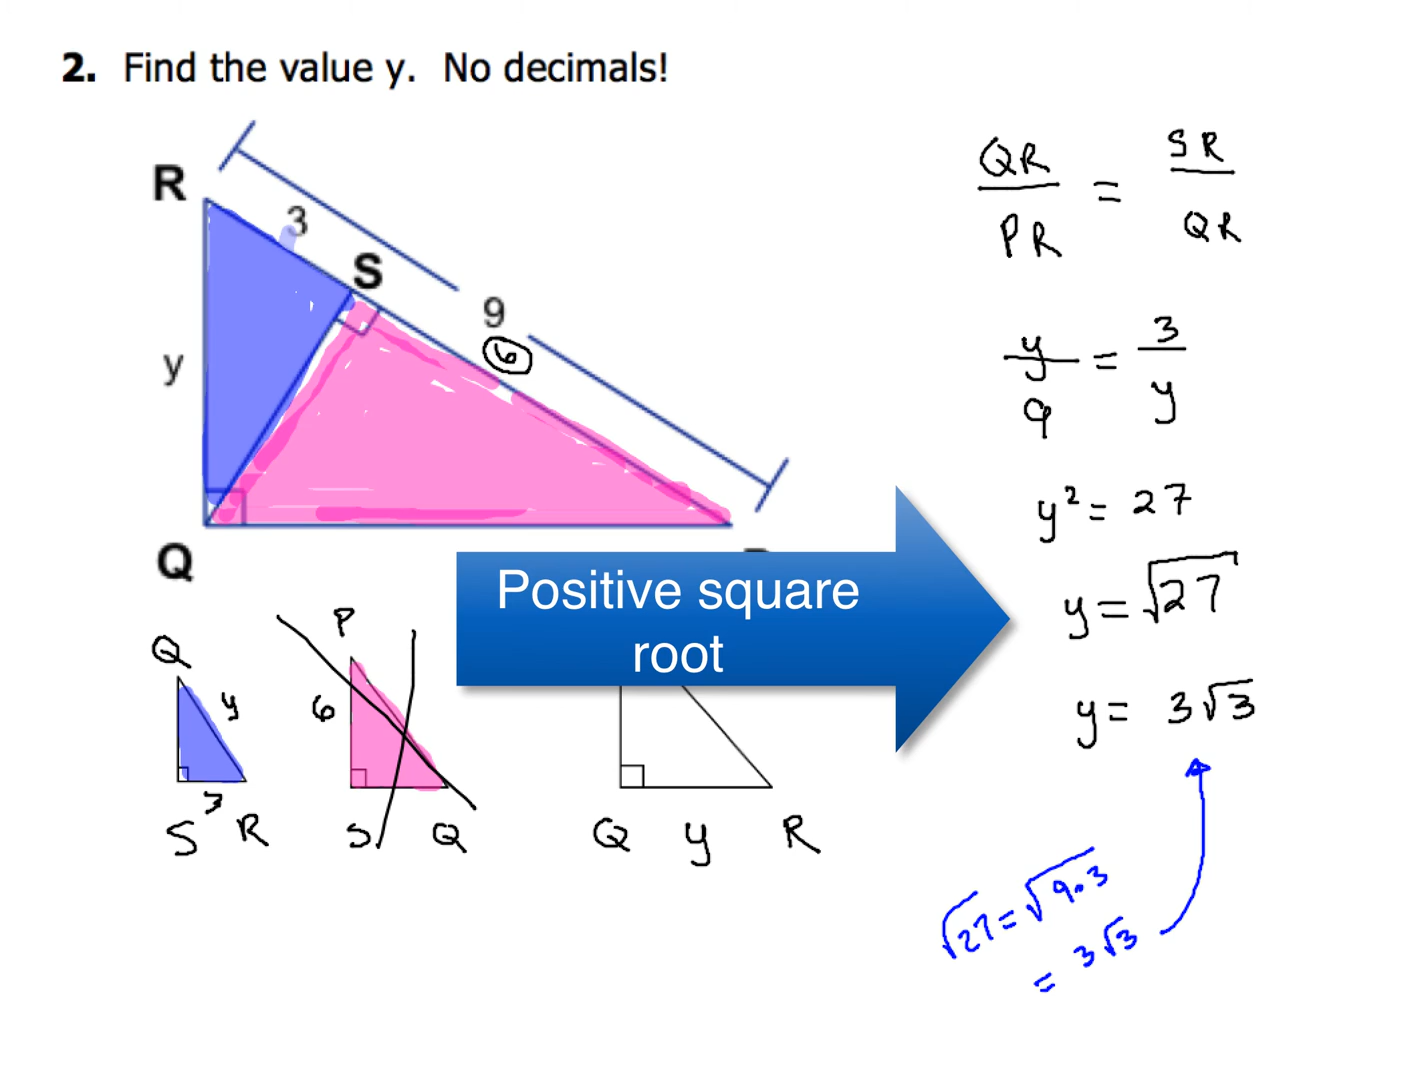 2. Find the value y. No decimals!
R
3
S
9
6
y
Q
Positive square
root
QR / PR = SR / QR
y / 9 = 3 / y
y² = 27
y = √27
y = 3√3
√27 = √9·3
= 3√3
Q
y
3
S R
P
6
S Q
Q y R